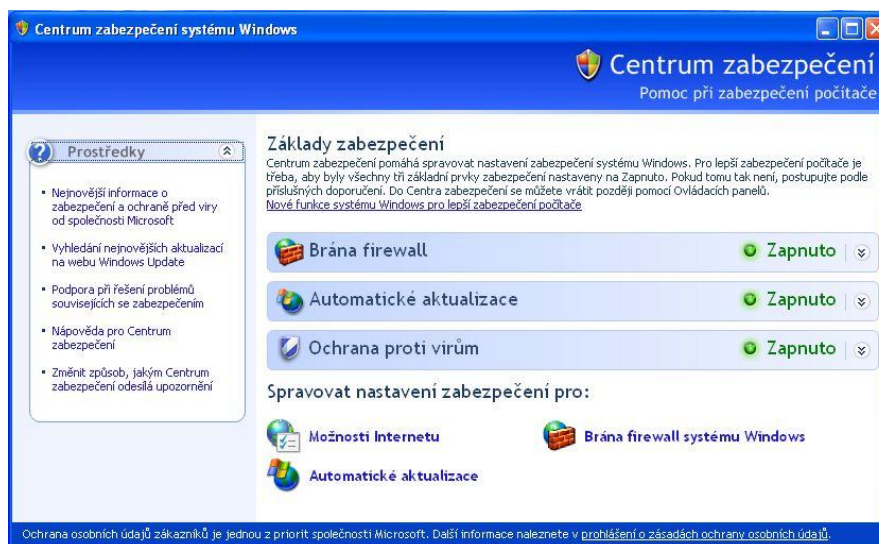 Centrum zabezpečení systému Windows
Centrum zabezpečení
Pomoc při zabezpečení počítače
Prostředky
Nejnovější informace o
zabezpečení a ochraně před viry
od společnosti Microsoft
Vyhledání nejnovějších aktualizací
na webu Windows Update
Podpora při řešení problémů
souvisejících se zabezpečením
Nápověda pro Centrum
zabezpečení
Změnit způsob, jakým Centrum
zabezpečení odesílá upozornění
Základy zabezpečení
Centrum zabezpečení pomáhá spravovat nastavení zabezpečení systému Windows. Pro lepší zabezpečení počítače je
třeba, aby byly všechny tři základní prvky zabezpečení nastaveny na Zapnuto. Pokud tomu tak není, postupujte podle
příslušných doporučení. Do Centra zabezpečení se můžete vrátit později pomocí Ovládacích panelů.
Nové funkce systému Windows pro lepší zabezpečení počítače
Brána firewall Zapnuto
Automatické aktualizace Zapnuto
Ochrana proti virům Zapnuto
Spravovat nastavení zabezpečení pro:
Možnosti Internetu Brána firewall systému Windows
Automatické aktualizace
Ochrana osobních údajů zákazníků je jednou z priorit společnosti Microsoft. Další informace naleznete v prohlášení o zásadách ochrany osobních údajů.